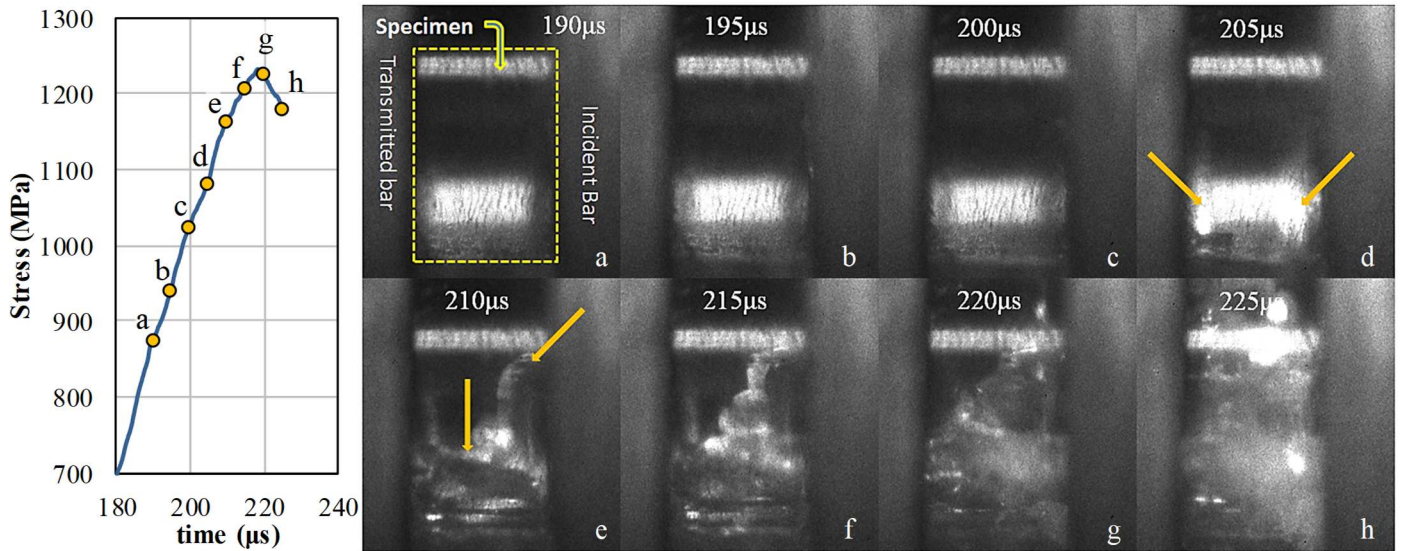 1300
1200
1100
1000
900
800
700
Stress (MPa)
180 200 220 240
time (µs)
a
b
c
d
e
f
g
h
Specimen
190µs
Transmitted bar
Incident Bar
a
195µs
b
200µs
c
205µs
d
210µs
e
215µs
f
220µs
g
225µs
h